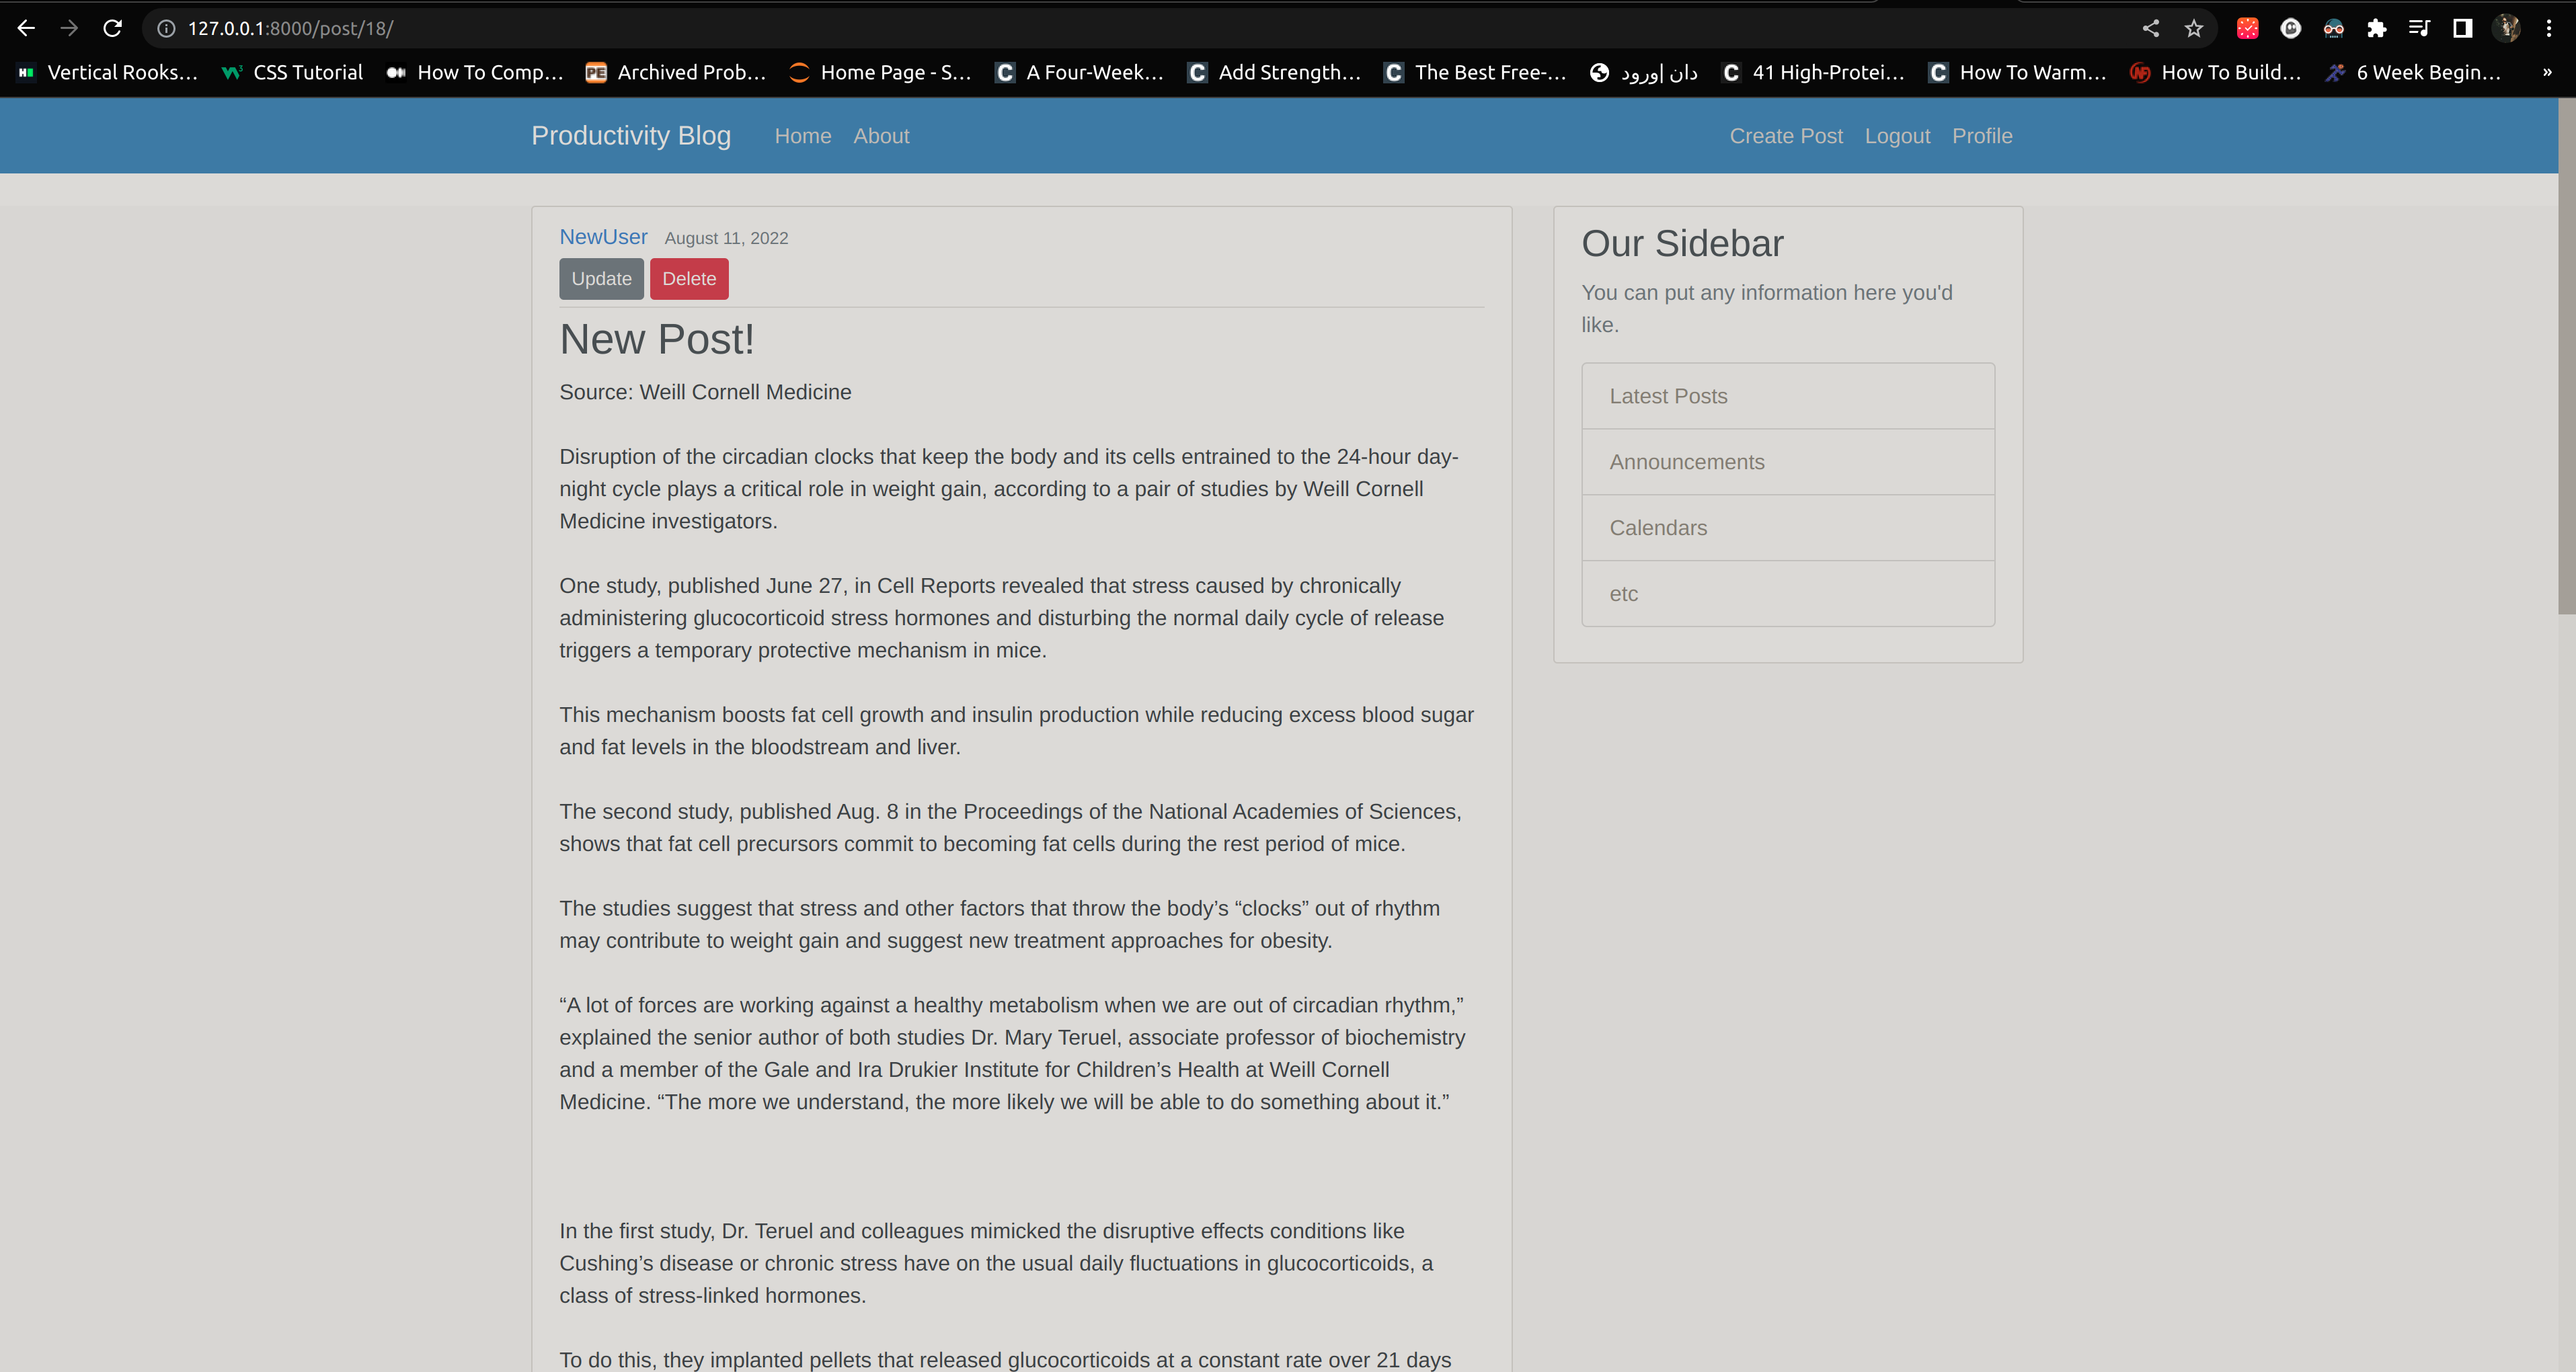 127.0.0.1:8000/post/18/
Vertical Rooks…
CSS Tutorial
How To Comp…
PE
Archived Prob…
Home Page - S…
C
A Four-Week…
C
Add Strength…
C
The Best Free-…
دان |ورود
C
41 High-Protei…
C
How To Warm…
NF
How To Build…
6 Week Begin…
»
Productivity Blog
Home
About
Create Post
Logout
Profile
NewUser August 11, 2022
Update
Delete
New Post!
Source: Weill Cornell Medicine
Disruption of the circadian clocks that keep the body and its cells entrained to the 24-hour day-
night cycle plays a critical role in weight gain, according to a pair of studies by Weill Cornell
Medicine investigators.
One study, published June 27, in Cell Reports revealed that stress caused by chronically
administering glucocorticoid stress hormones and disturbing the normal daily cycle of release
triggers a temporary protective mechanism in mice.
This mechanism boosts fat cell growth and insulin production while reducing excess blood sugar
and fat levels in the bloodstream and liver.
The second study, published Aug. 8 in the Proceedings of the National Academies of Sciences,
shows that fat cell precursors commit to becoming fat cells during the rest period of mice.
The studies suggest that stress and other factors that throw the body’s “clocks” out of rhythm
may contribute to weight gain and suggest new treatment approaches for obesity.
“A lot of forces are working against a healthy metabolism when we are out of circadian rhythm,”
explained the senior author of both studies Dr. Mary Teruel, associate professor of biochemistry
and a member of the Gale and Ira Drukier Institute for Children’s Health at Weill Cornell
Medicine. “The more we understand, the more likely we will be able to do something about it.”
In the first study, Dr. Teruel and colleagues mimicked the disruptive effects conditions like
Cushing’s disease or chronic stress have on the usual daily fluctuations in glucocorticoids, a
class of stress-linked hormones.
To do this, they implanted pellets that released glucocorticoids at a constant rate over 21 days
Our Sidebar
You can put any information here you'd
like.
Latest Posts
Announcements
Calendars
etc